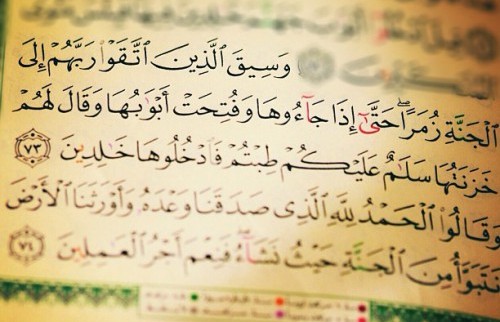 وَسِيقَ ٱلَّذِينَ ٱتَّقَوۡا۟ رَبَّهُمۡ إِلَى
ٱلۡجَنَّةِ زُمَرًاۖ حَتَّىٰٓ إِذَا جَآءُوهَا وَفُتِحَتۡ أَبۡوَٰبُهَا وَقَالَ لَهُمۡ
خَزَنَتُهَا سَلَٰمٌ عَلَيۡكُمۡ طِبۡتُمۡ فَٱدۡخُلُوهَا خَٰلِدِينَ ٧٣
وَقَالُوا۟ ٱلۡحَمۡدُ لِلَّهِ ٱلَّذِي صَدَقَنَا وَعۡدَهُۥ وَأَوۡرَثَنَا ٱلۡأَرۡضَ
نَتَبَوَّأُ مِنَ ٱلۡجَنَّةِ حَيۡثُ نَشَآءُۖ فَنِعۡمَ أَجۡرُ ٱلۡعَٰمِلِينَ ٧٤